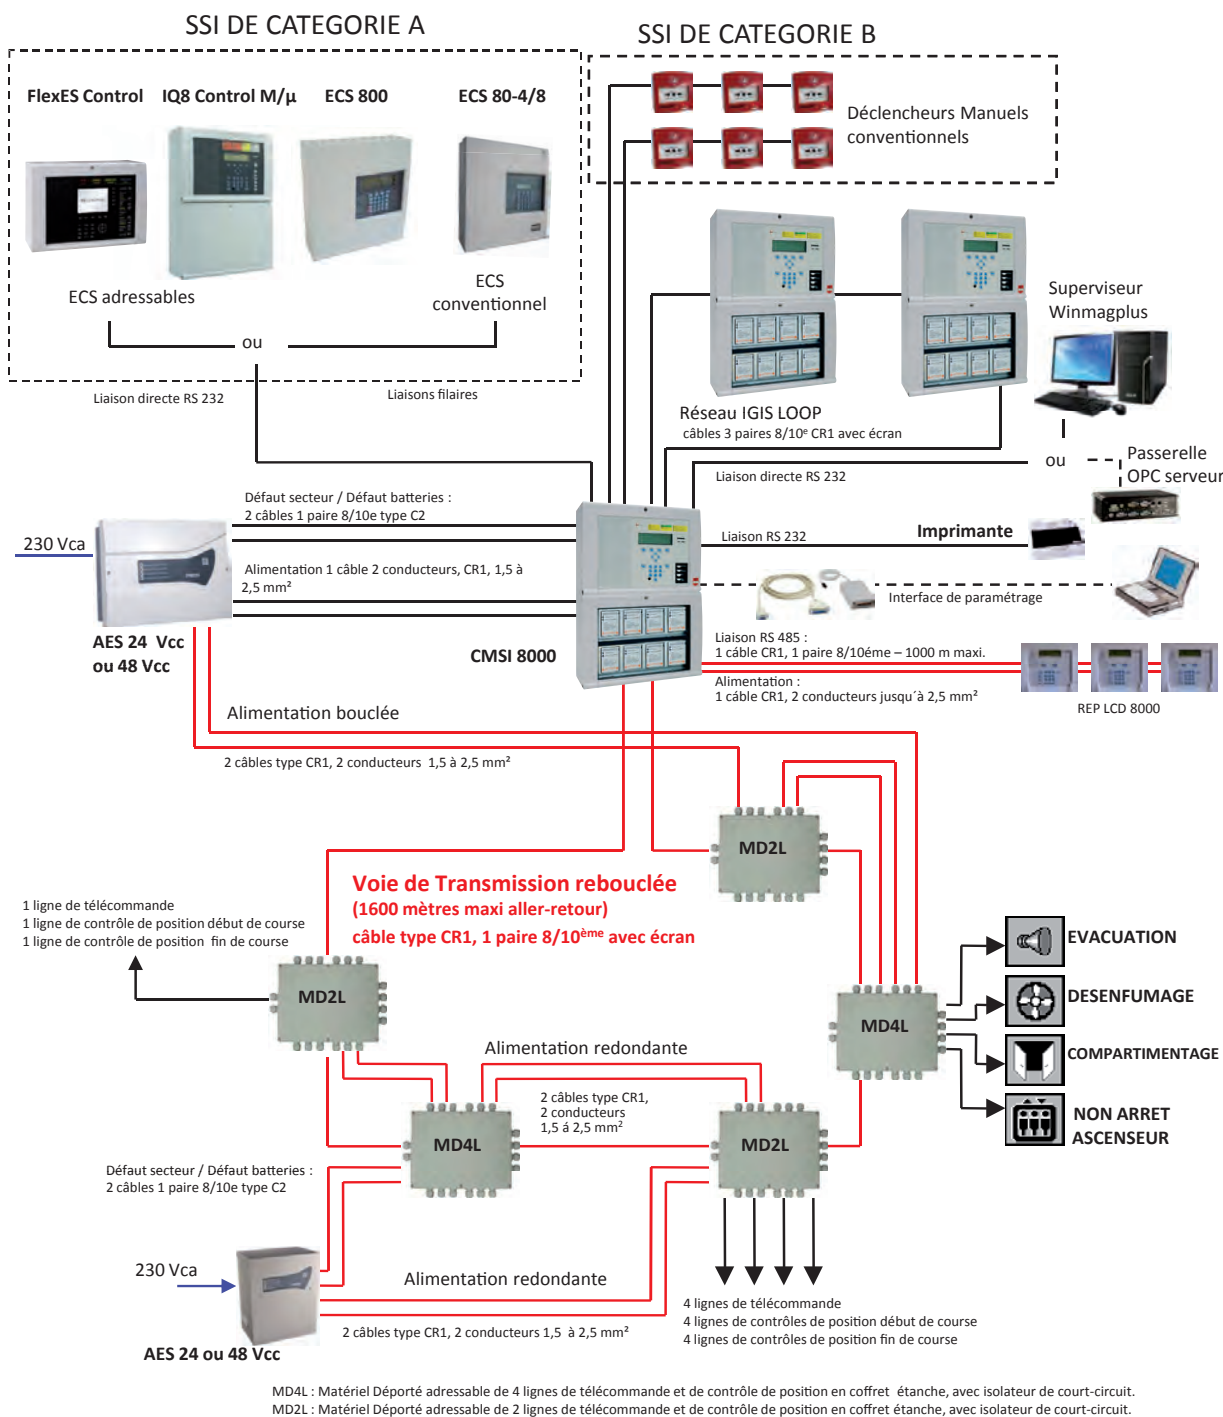 SSI DE CATEGORIE A
SSI DE CATEGORIE B
FlexES Control
IQ8 Control M/µ
ECS 800
ECS 80-4/8
Déclencheurs Manuels
conventionnels
ECS adressables
ECS
conventionnel
ou
Superviseur
Winmagplus
Liaison directe RS 232
Liaisons filaires
Réseau IGIS LOOP
câbles 3 paires 8/10e CR1 avec écran
ou
Passerelle
OPC serveur
Liaison directe RS 232
Défaut secteur / Défaut batteries :
2 câbles 1 paire 8/10e type C2
230 Vca
Liaison RS 232
Imprimante
Alimentation 1 câble 2 conducteurs, CR1, 1,5 à
2,5 mm²
Interface de paramétrage
AES 24 Vcc
ou 48 Vcc
CMSI 8000
Liaison RS 485 :
1 câble CR1, 1 paire 8/10éme – 1000 m maxi.
Alimentation :
1 câble CR1, 2 conducteurs jusqu´à 2,5 mm²
REP LCD 8000
Alimentation bouclée
2 câbles type CR1, 2 conducteurs 1,5 à 2,5 mm²
MD2L
Voie de Transmission rebouclée
(1600 mètres maxi aller-retour)
câble type CR1, 1 paire 8/10ème avec écran
1 ligne de télécommande
1 ligne de contrôle de position début de course
1 ligne de contrôle de position fin de course
EVACUATION
MD2L
DESENFUMAGE
MD4L
COMPARTIMENTAGE
Alimentation redondante
2 câbles type CR1,
2 conducteurs
1,5 á 2,5 mm²
NON ARRET
ASCENSEUR
MD4L
MD2L
Défaut secteur / Défaut batteries :
2 câbles 1 paire 8/10e type C2
230 Vca
Alimentation redondante
2 câbles type CR1, 2 conducteurs 1,5 à 2,5 mm²
AES 24 ou 48 Vcc
4 lignes de télécommande
4 lignes de contrôles de position début de course
4 lignes de contrôles de position fin de course
MD4L : Matériel Déporté adressable de 4 lignes de télécommande et de contrôle de position en coffret étanche, avec isolateur de court-circuit.
MD2L : Matériel Déporté adressable de 2 lignes de télécommande et de contrôle de position en coffret étanche, avec isolateur de court-circuit.